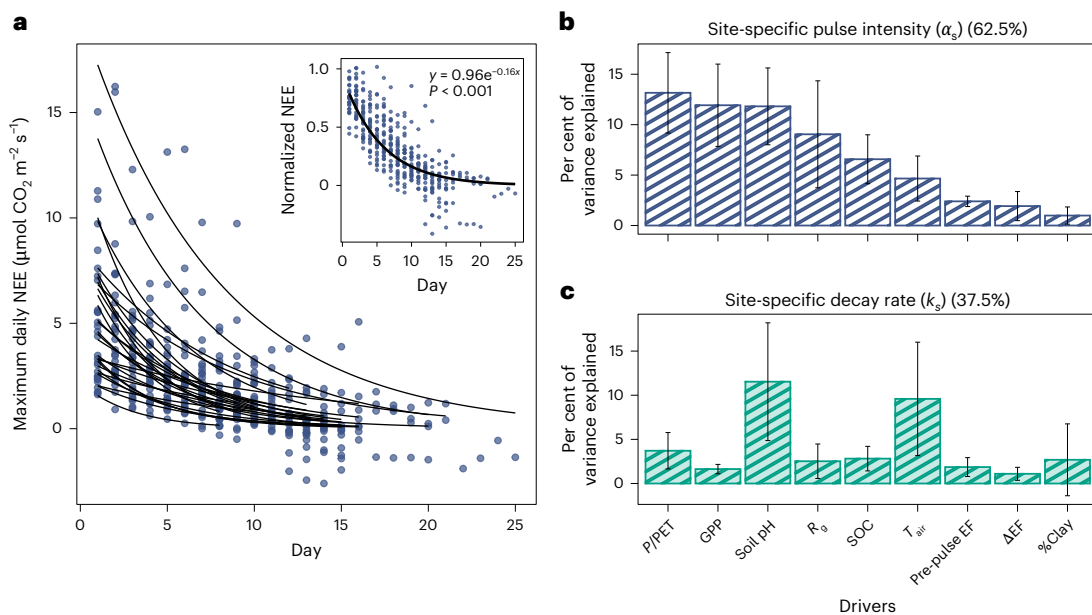 a
Maximum daily NEE (µmol CO₂ m⁻² s⁻¹)
15
10
5
0
0 5 10 15 20 25
Day
Normalized NEE
1.0
0.5
0
y = 0.96e⁻⁰·¹⁶ˣ
P < 0.001
0 5 10 15 20 25
Day
b
Site-specific pulse intensity (αₛ) (62.5%)
Per cent of
variance explained
15
10
5
0
c
Site-specific decay rate (kₛ) (37.5%)
Per cent of
variance explained
15
10
5
0
P/PET
GPP
Soil pH
R_g
SOC
T_air
Pre-pulse EF
ΔEF
%Clay
Drivers